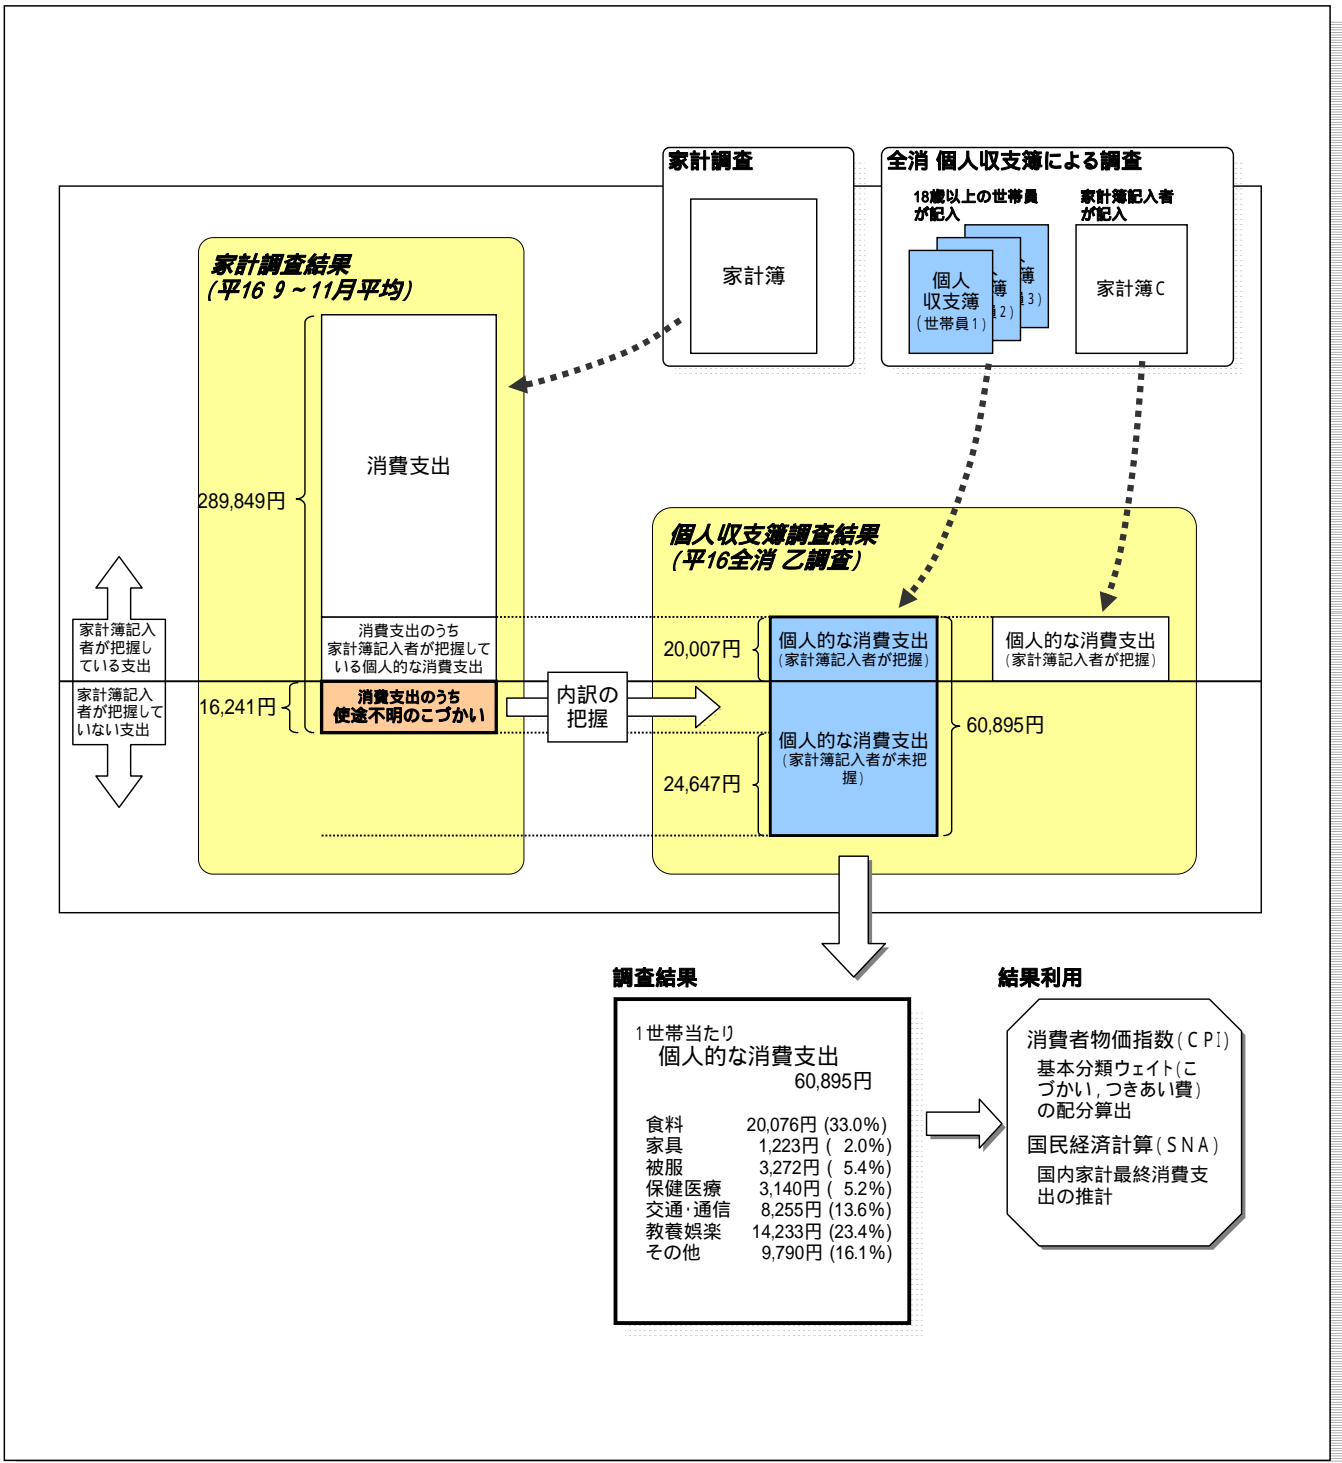 家計調査
家計簿
全消 個人収支簿による調査
18歳以上の世帯員
が記入
個人
収支簿
(世帯員1)
簿
2)
簿
3)
家計簿記入者
が記入
家計簿C
家計調査結果
(平16 9～11月平均)
消費支出
289,849円
消費支出のうち
家計簿記入者が把握して
いる個人的な消費支出
16,241円
消費支出のうち
使途不明のこづかい
家計簿記入
者が把握し
ている支出
家計簿記入
者が把握して
いない支出
内訳の
把握
個人収支簿調査結果
(平16全消 乙調査)
20,007円
個人的な消費支出
(家計簿記入者が把握)
個人的な消費支出
(家計簿記入者が把握)
個人的な消費支出
(家計簿記入者が未把
握)
24,647円
60,895円
調査結果
1世帯当たり
個人的な消費支出
60,895円
食料 20,076円 (33.0%)
家具 1,223円 ( 2.0%)
被服 3,272円 ( 5.4%)
保健医療 3,140円 ( 5.2%)
交通･通信 8,255円 (13.6%)
教養娯楽 14,233円 (23.4%)
その他 9,790円 (16.1%)
結果利用
消費者物価指数(CPI)
基本分類ウェイト(こ
づかい,つきあい費)
の配分算出
国民経済計算(SNA)
国内家計最終消費支
出の推計